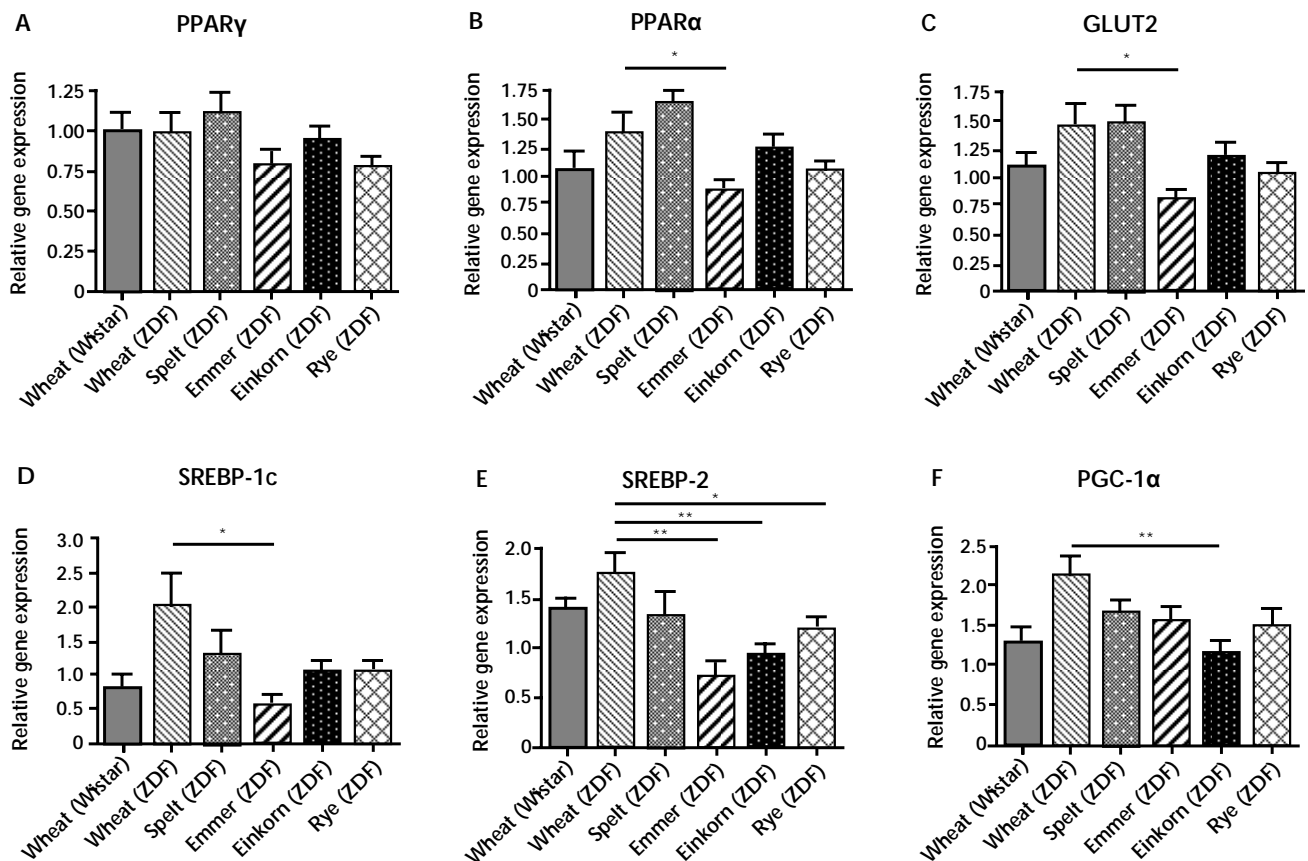 A
PPARγ
Relative gene expression
1.25
1.00
0.75
0.50
0.25
0
Wheat (Wistar)
Wheat (ZDF)
Spelt (ZDF)
Emmer (ZDF)
Einkorn (ZDF)
Rye (ZDF)
B
PPARα
*
Relative gene expression
1.75
1.50
1.25
1.00
0.75
0.50
0.25
0
Wheat (Wistar)
Wheat (ZDF)
Spelt (ZDF)
Emmer (ZDF)
Einkorn (ZDF)
Rye (ZDF)
C
GLUT2
*
Relative gene expression
1.75
1.50
1.25
1.00
0.75
0.50
0.25
0
Wheat (Wistar)
Wheat (ZDF)
Spelt (ZDF)
Emmer (ZDF)
Einkorn (ZDF)
Rye (ZDF)
D
SREBP-1c
*
Relative gene expression
3.0
2.5
2.0
1.5
1.0
0.5
0
Wheat (Wistar)
Wheat (ZDF)
Spelt (ZDF)
Emmer (ZDF)
Einkorn (ZDF)
Rye (ZDF)
E
SREBP-2
*
**
**
Relative gene expression
2.0
1.5
1.0
0.5
0
Wheat (Wistar)
Wheat (ZDF)
Spelt (ZDF)
Emmer (ZDF)
Einkorn (ZDF)
Rye (ZDF)
F
PGC-1α
**
Relative gene expression
2.5
2.0
1.5
1.0
0.5
0
Wheat (Wistar)
Wheat (ZDF)
Spelt (ZDF)
Emmer (ZDF)
Einkorn (ZDF)
Rye (ZDF)